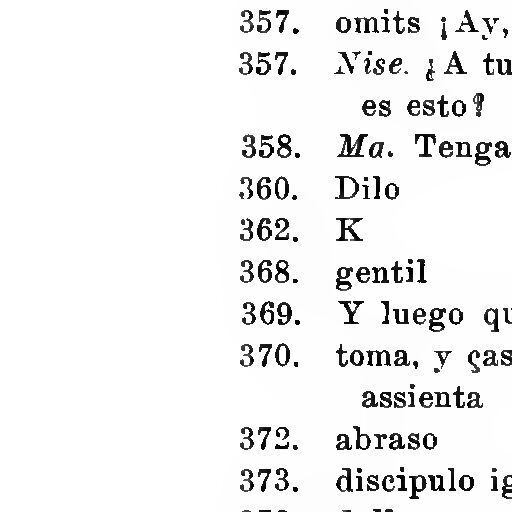 357. omits ¡Ay,
357. Nise. ¿A tu
es esto?
358. Ma. Tenga
360. Dilo
362. K
368. gentil
369. Y luego qu
370. toma, y ças
assienta
372. abraso
373. discipulo ig